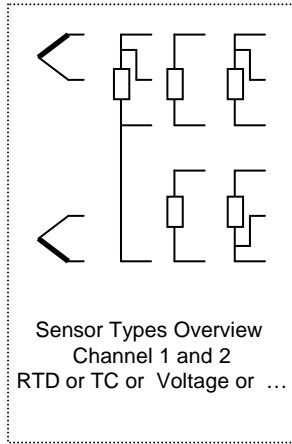 Sensor Types Overview
Channel 1 and 2
RTD or TC or Voltage or …